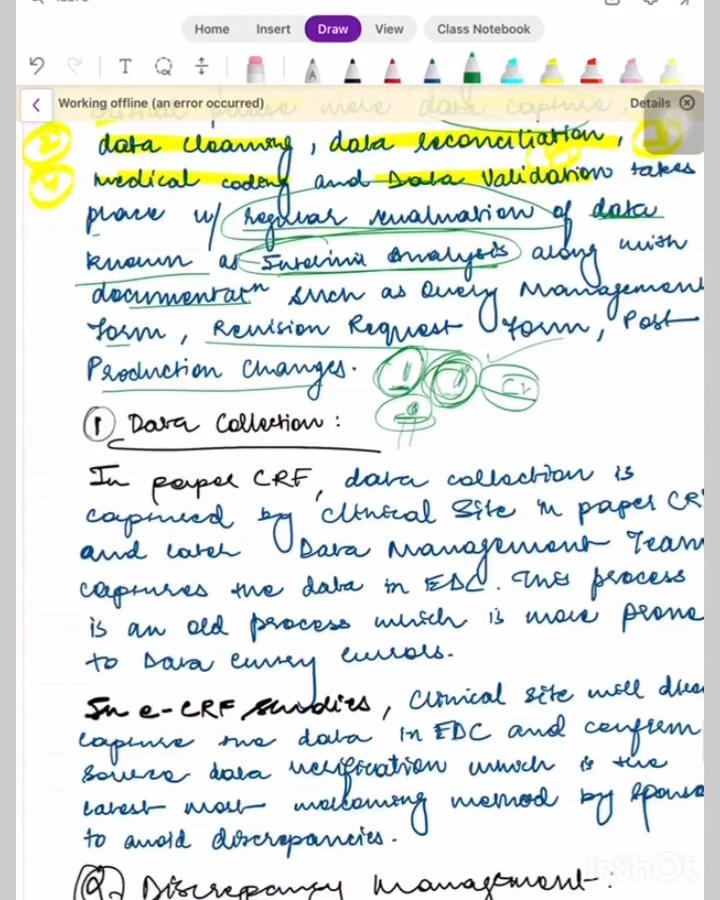 Home Insert Draw View Class Notebook
Working offline (an error occurred) Details
data cleaning, data reconciliation,
medical coding and Data Validation takes
place w/ regular revaluation of data
known as Interim Analysis along with
documentatn such as Query Management
form, Revision Request form, Post
Production Changes.
① Data Collection:
In paper CRF, data collection is
captured by Clinical Site in paper CR
and later Data Management Team
captures the data in EDC. This process
is an old process which is more prone
to Data entry errors.
In e-CRF studies, Clinical site will direc
capture the data in EDC and confirm
source data verification which is the
latest most welcoming method by Sponso
to avoid discrepancies.
② Discrepancy Management:
InShOt